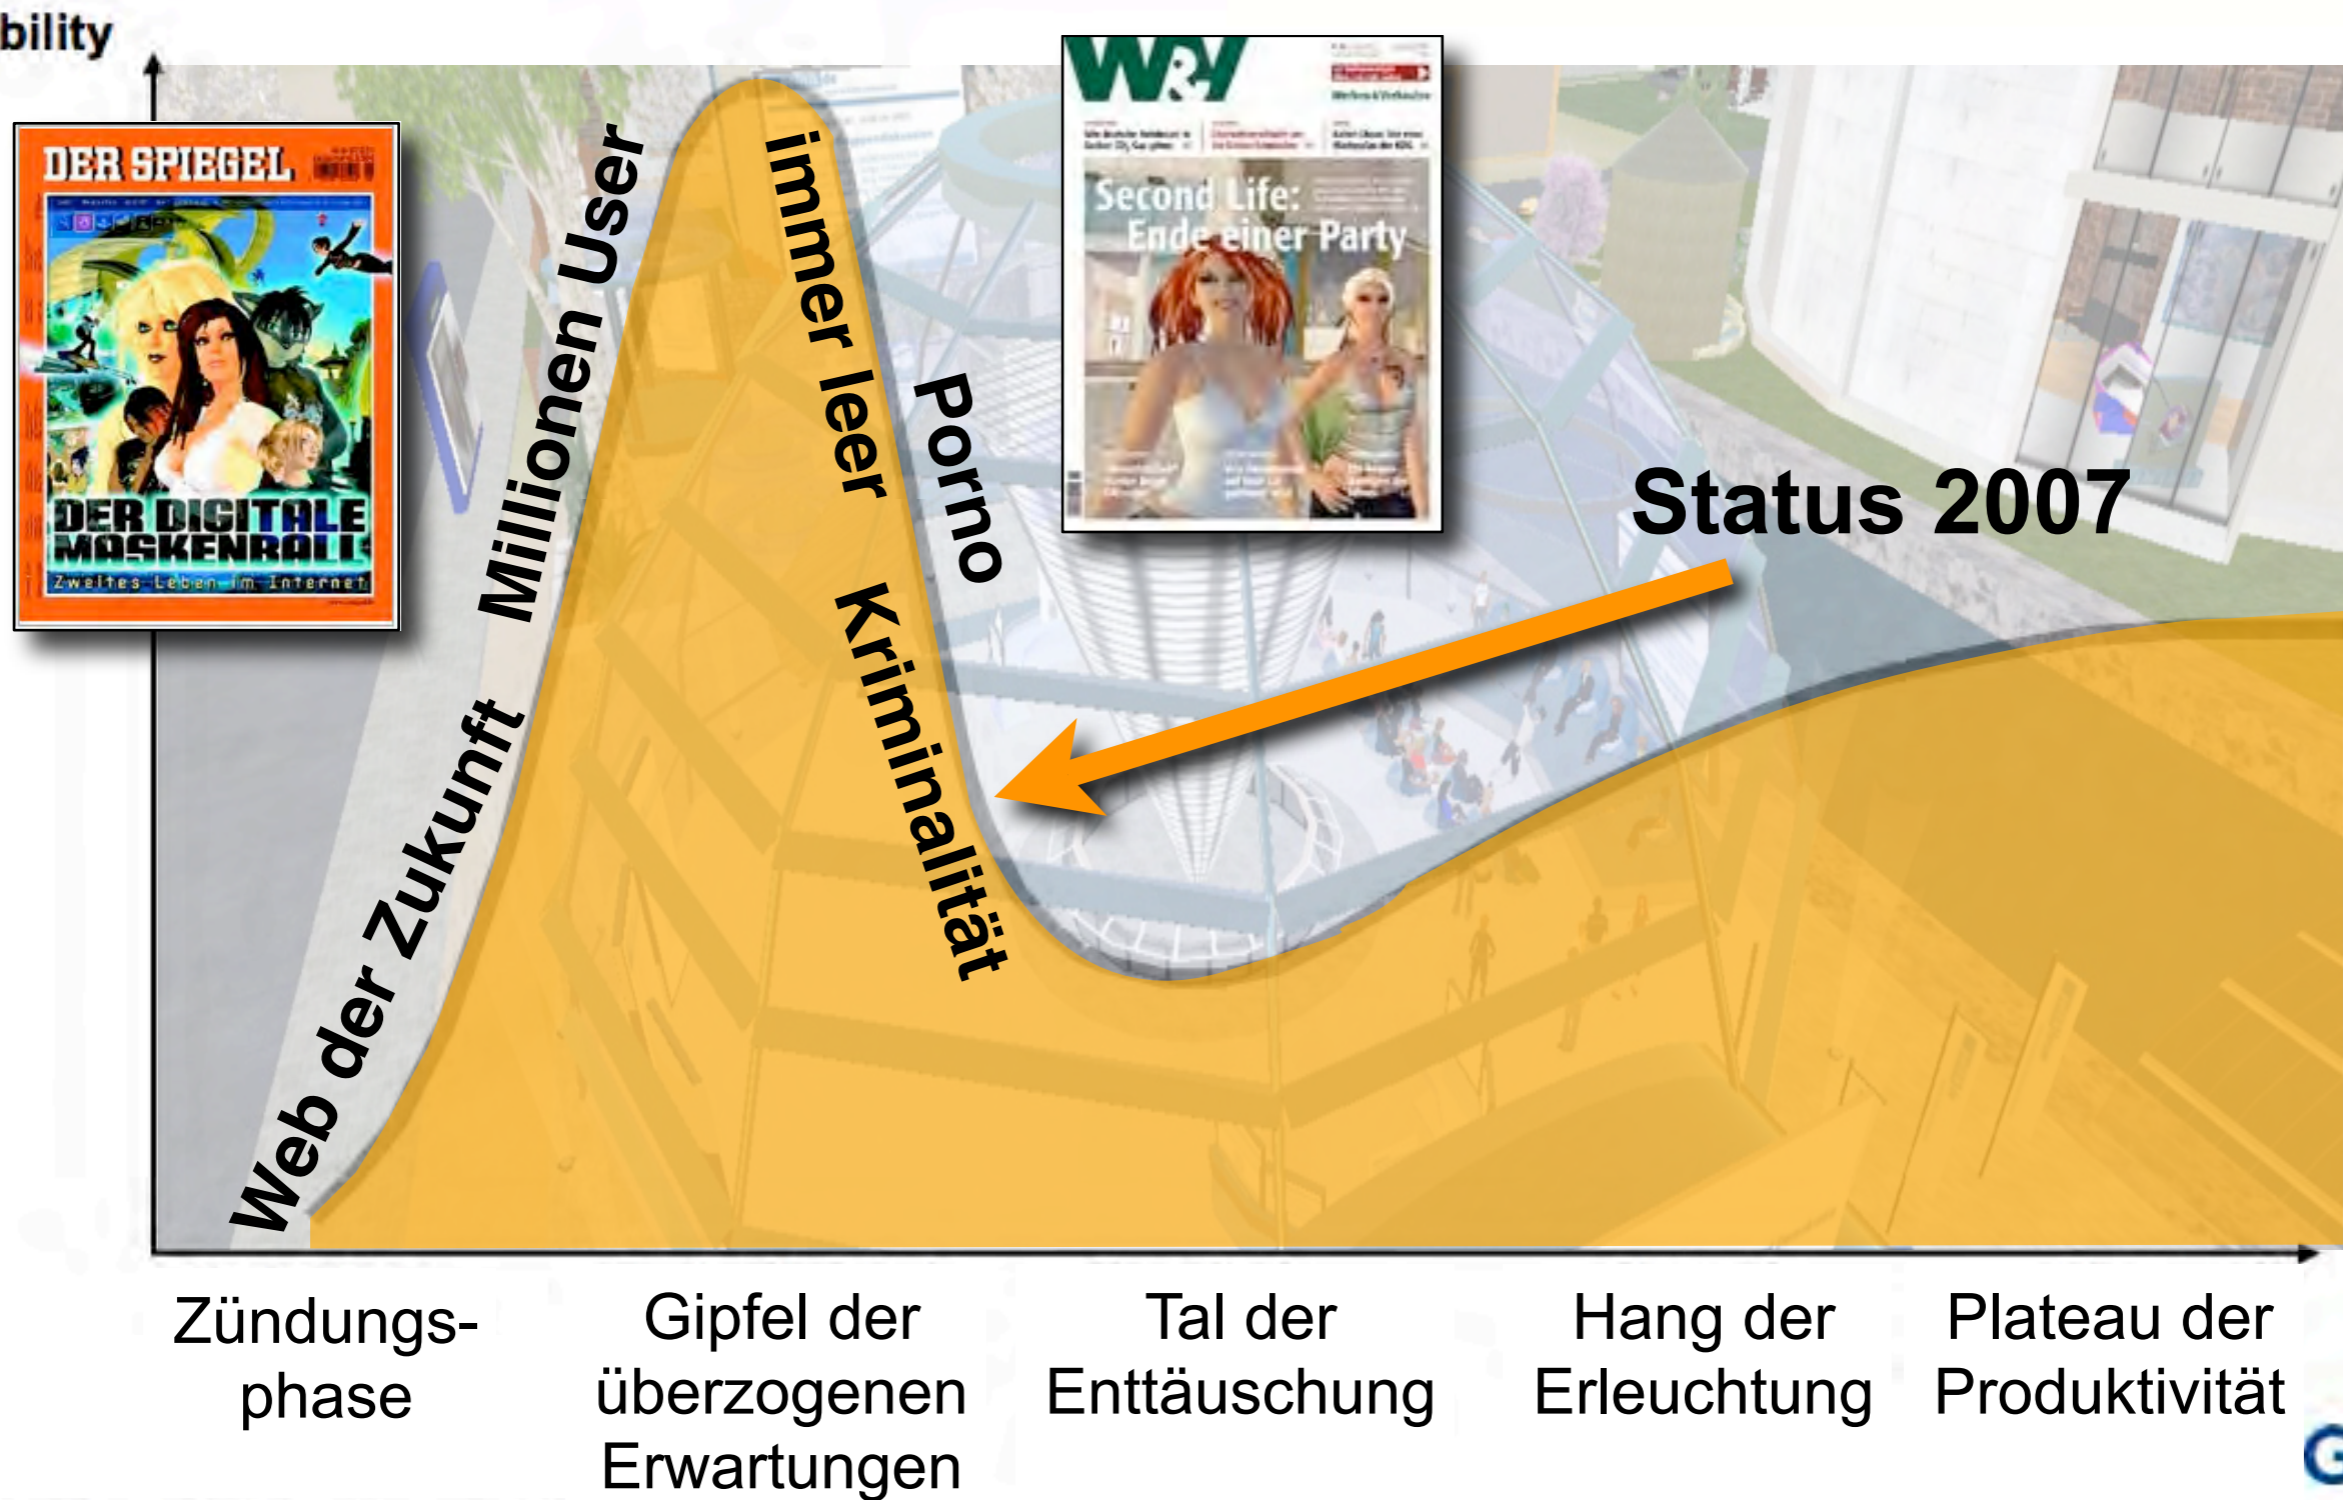 bility
DER SPIEGEL
DER DIGITALE
MASKENBALL
Zweites Leben im Internet
Web der Zukunft
Millionen User
immer leer
Porno
Kriminalität
W&V
Werben & Verkaufen
Second Life:
Ende einer Party
Status 2007
Zündungs-
phase
Gipfel der
überzogenen
Erwartungen
Tal der
Enttäuschung
Hang der
Erleuchtung
Plateau der
Produktivität
G